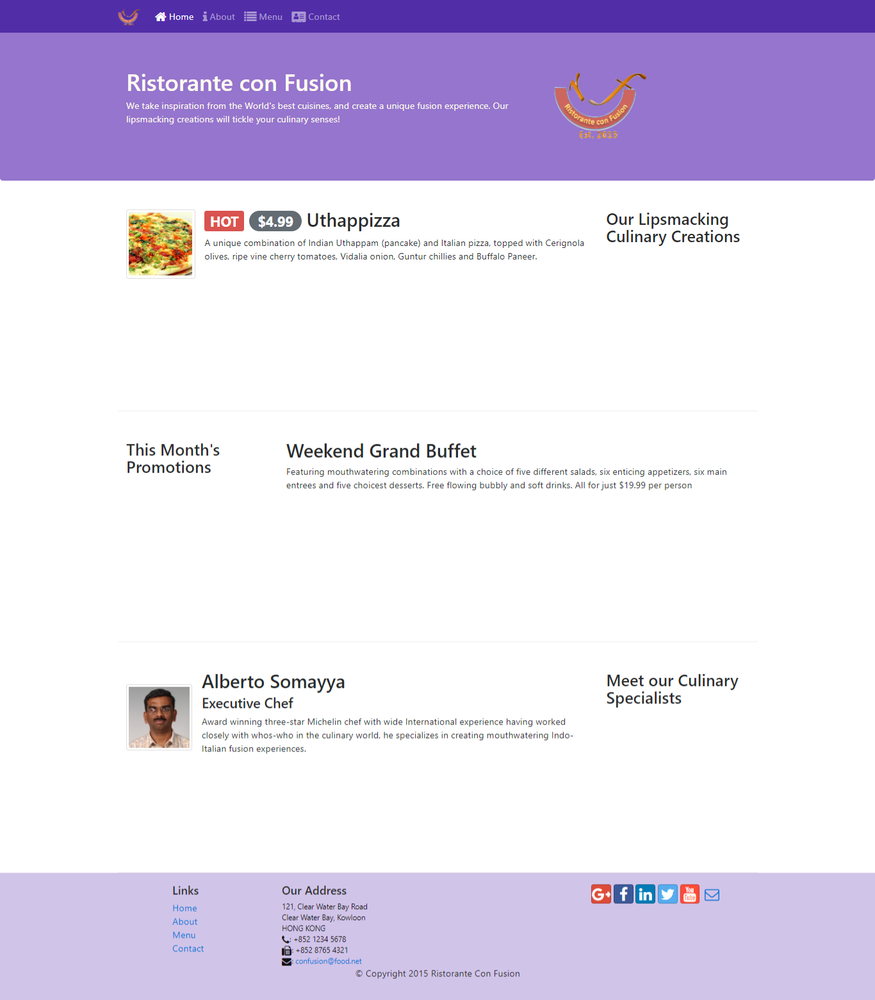 Home About Menu Contact
Ristorante con Fusion
We take inspiration from the World's best cuisines, and create a unique fusion experience. Our
lipsmacking creations will tickle your culinary senses!
Ristorante con Fusion
HOT $4.99 Uthappizza
A unique combination of Indian Uthappam (pancake) and Italian pizza, topped with Cerignola
olives, ripe vine cherry tomatoes, Vidalia onion, Guntur chillies and Buffalo Paneer.
Our Lipsmacking
Culinary Creations
This Month's
Promotions
Weekend Grand Buffet
Featuring mouthwatering combinations with a choice of five different salads, six enticing appetizers, six main
entrees and five choicest desserts. Free flowing bubbly and soft drinks. All for just $19.99 per person
Alberto Somayya
Executive Chef
Award winning three-star Michelin chef with wide International experience having worked
closely with whos-who in the culinary world, he specializes in creating mouthwatering Indo-
Italian fusion experiences.
Meet our Culinary
Specialists
Links
Home
About
Menu
Contact
Our Address
121, Clear Water Bay Road
Clear Water Bay, Kowloon
HONG KONG
: +852 1234 5678
: +852 8765 4321
: confusion@food.net
G+ f in You Tube
© Copyright 2015 Ristorante Con Fusion